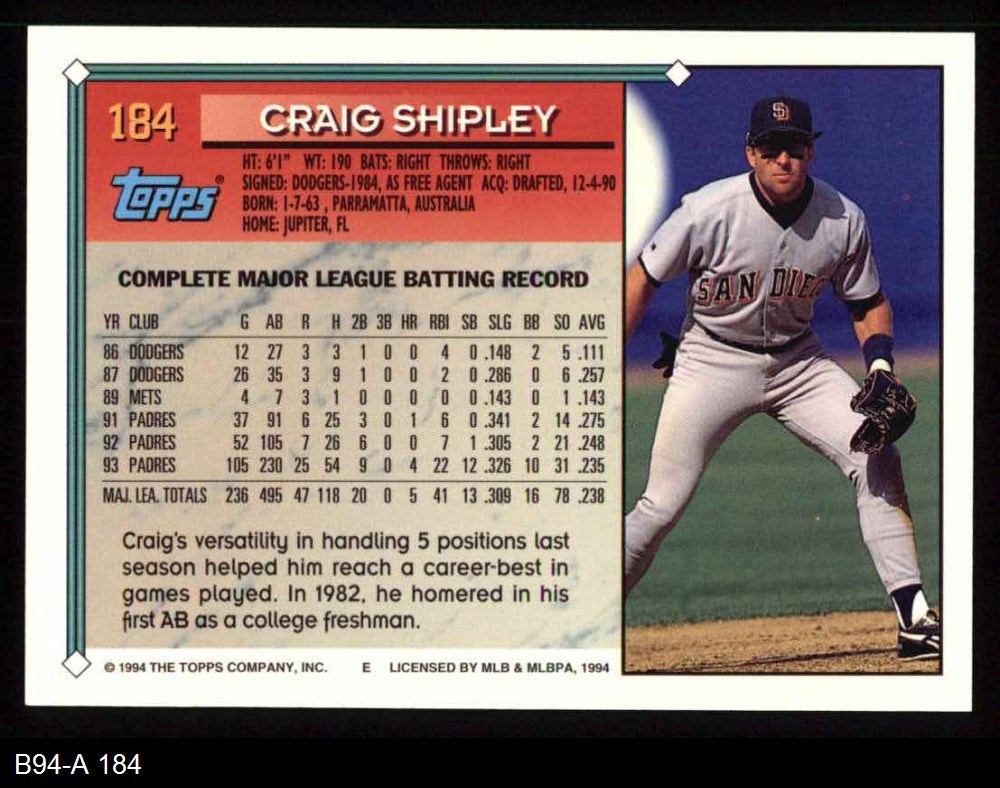 184
CRAIG SHIPLEY
TOPPS®
HT: 6'1" WT: 190 BATS: RIGHT THROWS: RIGHT
SIGNED: DODGERS-1984, AS FREE AGENT ACQ: DRAFTED, 12-4-90
BORN: 1-7-63 , PARRAMATTA, AUSTRALIA
HOME: JUPITER, FL
COMPLETE MAJOR LEAGUE BATTING RECORD
YR CLUB G AB R H 2B 3B HR RBI SB SLG BB SO AVG
86 DODGERS 12 27 3 3 1 0 0 4 0 .148 2 5 .111
87 DODGERS 26 35 3 9 1 0 0 2 0 .286 0 6 .257
89 METS 4 7 3 1 0 0 0 0 0 .143 0 1 .143
91 PADRES 37 91 6 25 3 0 1 6 0 .341 2 14 .275
92 PADRES 52 105 7 26 6 0 0 7 1 .305 2 21 .248
93 PADRES 105 230 25 54 9 0 4 22 12 .326 10 31 .235
MAJ. LEA. TOTALS 236 495 47 118 20 0 5 41 13 .309 16 78 .238
Craig's versatility in handling 5 positions last
season helped him reach a career-best in
games played. In 1982, he homered in his
first AB as a college freshman.
© 1994 THE TOPPS COMPANY, INC. E LICENSED BY MLB & MLBPA, 1994
SD
SAN DIEG
B94-A 184